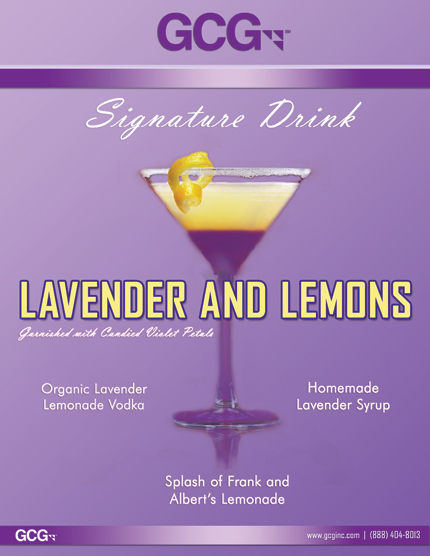 GCG
Signature Drink
LAVENDER AND LEMONS
Garnished with Candied Violet Petals
Organic Lavender
Lemonade Vodka
Homemade
Lavender Syrup
Splash of Frank and
Albert's Lemonade
GCG
www.gcginc.com | (888) 404-8013